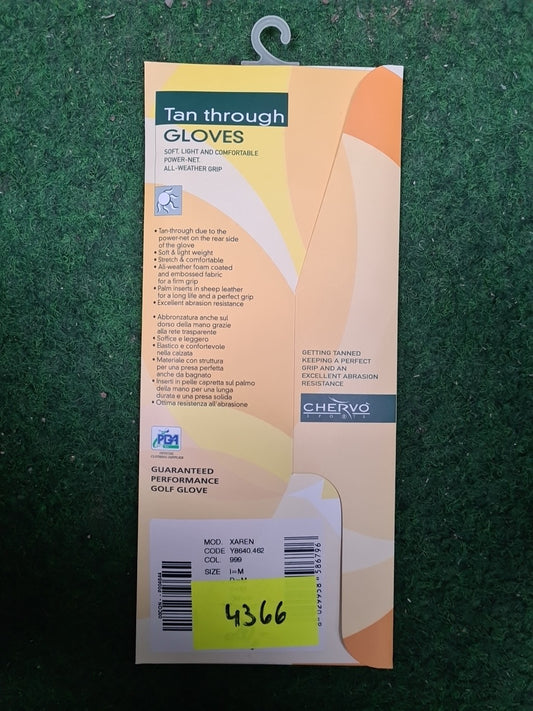 Tan through
GLOVES
SOFT, LIGHT AND COMFORTABLE
POWER-NET.
ALL-WEATHER GRIP
• Tan-through due to the
power-net on the rear side
of the glove
• Soft & light weight
• Stretch & comfortable
• All-weather foam coated
and embossed fabric
for a firm grip
• Palm inserts in sheep leather
for a long life and a perfect grip
• Excellent abrasion resistance
• Abbronzatura anche sul
dorso della mano grazie
alla rete trasparente
• Soffice e leggero
• Elastico e confortevole
nella calzata
• Materiale con struttura
per una presa perfetta
anche da bagnato
• Inserti in pelle capretta sul palmo
della mano per una lunga
durata e una presa solida
• Ottima resistenza all'abrasione
GETTING TANNED
KEEPING A PERFECT
GRIP AND AN
EXCELLENT ABRASION
RESISTANCE
CHERVÒ
SPORTS
PGA
OFFICIAL
CLOTHING SUPPLIER
GUARANTEED
PERFORMANCE
GOLF GLOVE
MOD. XAREN
CODE Y8640.462
COL. 999
SIZE I=M
D=M
4366